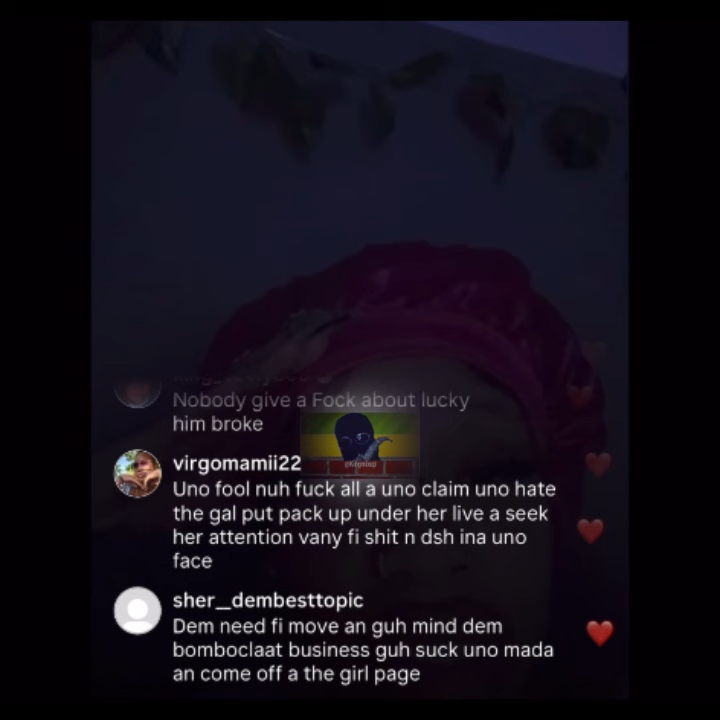 Nobody give a Fock about lucky
him broke
virgomamii22
Uno fool nuh fuck all a uno claim uno hate
the gal put pack up under her live a seek
her attention vany fi shit n dsh ina uno
face
sher__dembesttopic
Dem need fi move an guh mind dem
bomboclaat business guh suck uno mada
an come off a the girl page